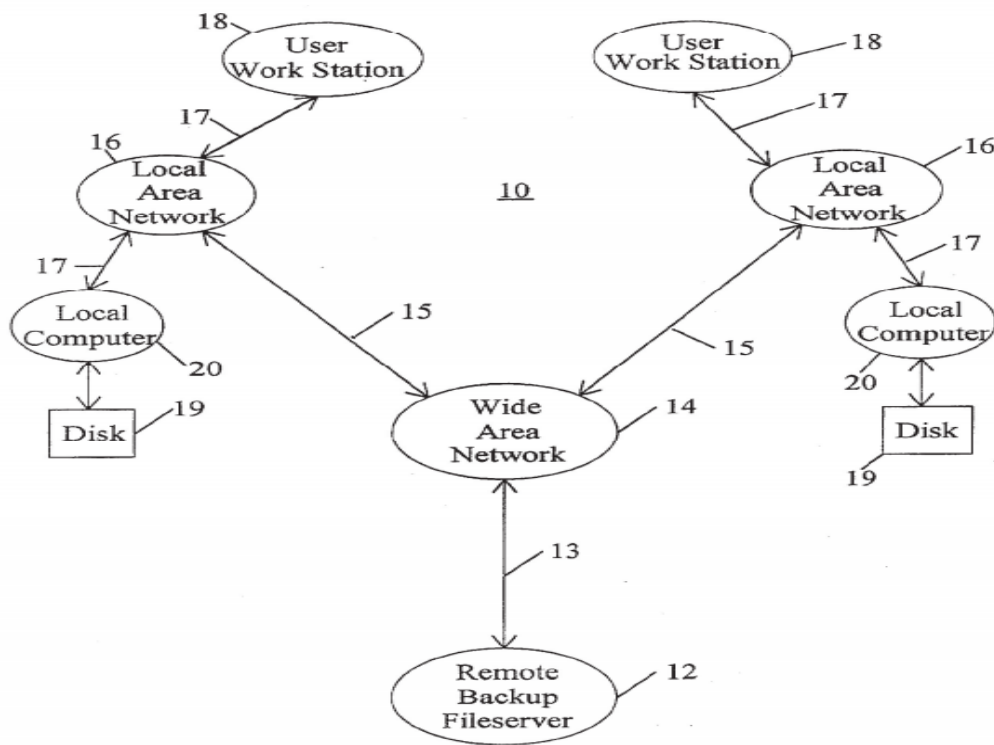 18
User
Work Station
User
Work Station
18
17
17
16
Local
Area
Network
10
Local
Area
Network
16
17
17
Local
Computer
20
15
15
Local
Computer
20
Disk
19
Wide
Area
Network
14
Disk
19
13
Remote
Backup
Fileserver
12